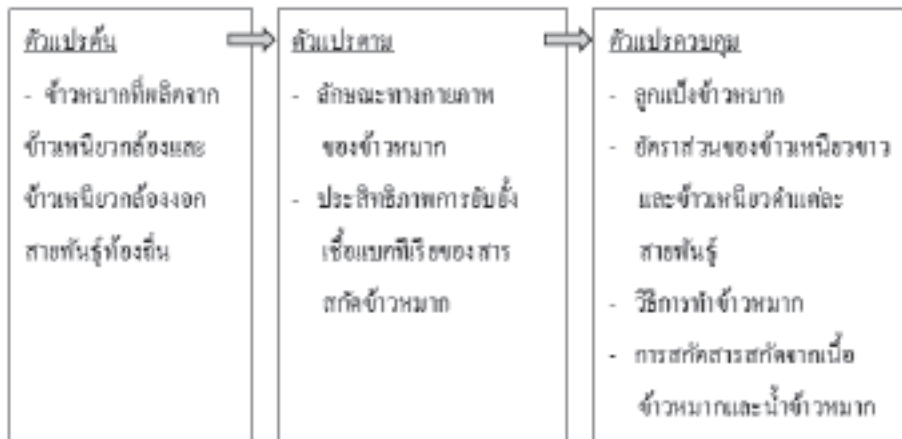 ตัวแปรต้น
- ข้าวหมากที่ผลิตจาก
ข้าวเหนียวกล้องและ
ข้าวเหนียวกล้องงอก
สายพันธุ์ท้องถิ่น
ตัวแปรตาม
- ลักษณะทางกายภาพ
ของข้าวหมาก
- ประสิทธิภาพการยับยั้ง
เชื้อแบคทีเรียของสาร
สกัดข้าวหมาก
ตัวแปรควบคุม
- ลูกแป้งข้าวหมาก
- อัตราส่วนของข้าวเหนียวขาว
และข้าวเหนียวดำแต่ละ
สายพันธุ์
- วิธีการทำข้าวหมาก
- การสกัดสารสกัดจากเนื้อ
ข้าวหมากและน้ำข้าวหมาก